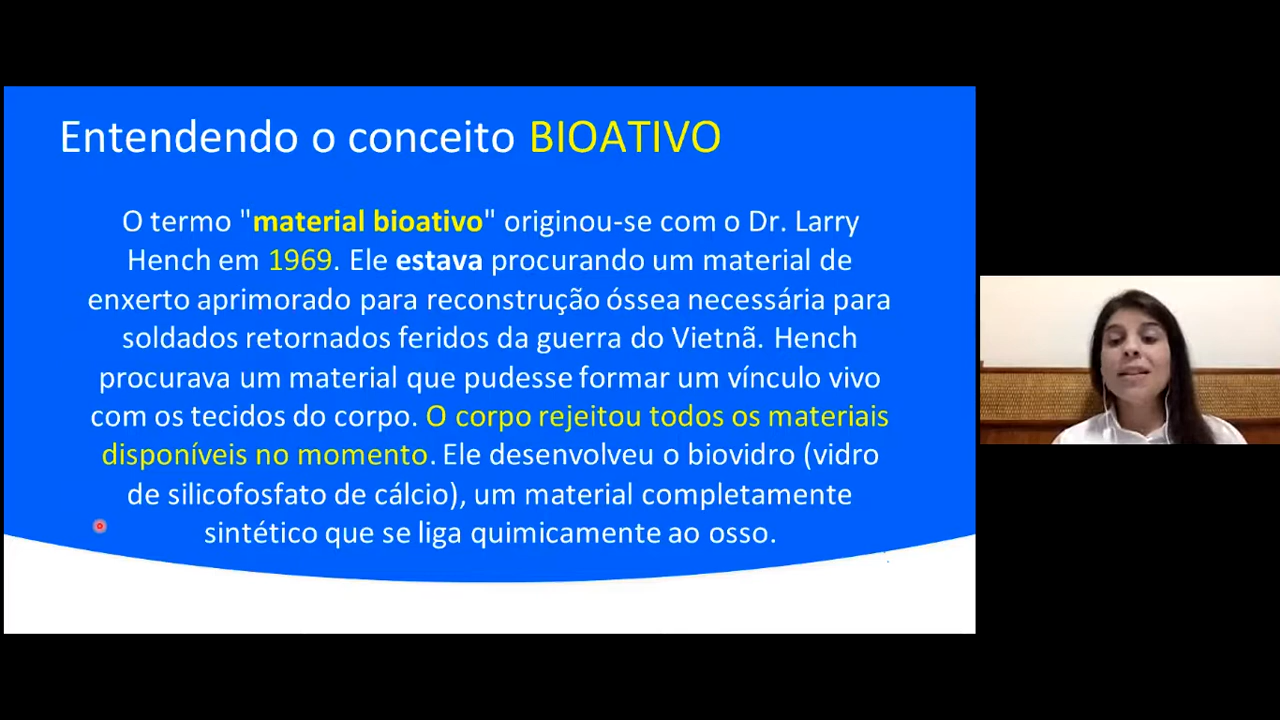 Entendendo o conceito BIOATIVO
O termo "material bioativo" originou-se com o Dr. Larry
Hench em 1969. Ele estava procurando um material de
enxerto aprimorado para reconstrução óssea necessária para
soldados retornados feridos da guerra do Vietnã. Hench
procurava um material que pudesse formar um vínculo vivo
com os tecidos do corpo. O corpo rejeitou todos os materiais
disponíveis no momento. Ele desenvolveu o biovidro (vidro
de silicofosfato de cálcio), um material completamente
sintético que se liga quimicamente ao osso.